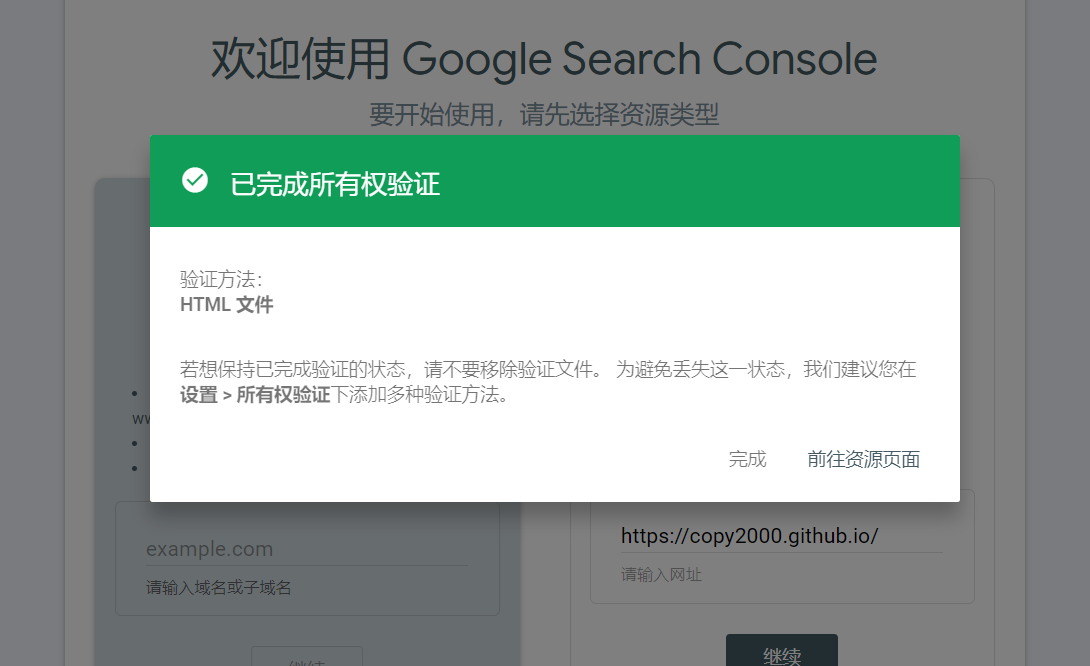 欢迎使用 Google Search Console
要开始使用，请先选择资源类型
已完成所有权验证
验证方法：
HTML 文件
若想保持已完成验证的状态，请不要移除验证文件。 为避免丢失这一状态，我们建议您在
设置 > 所有权验证下添加多种验证方法。
完成 前往资源页面
example.com
请输入域名或子域名
https://copy2000.github.io/
请输入网址
继续